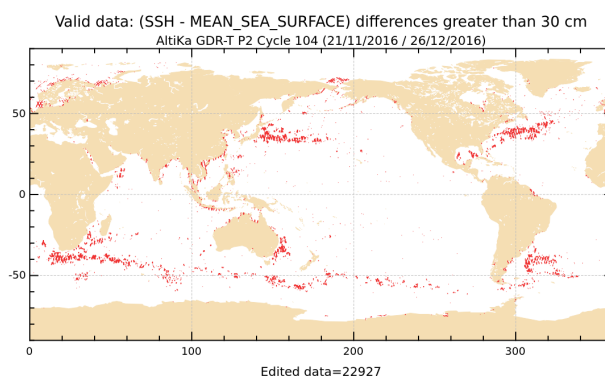 Valid data: (SSH - MEAN_SEA_SURFACE) differences greater than 30 cm
AltiKa GDR-T P2 Cycle 104 (21/11/2016 / 26/12/2016)
50
0
-50
0 100 200 300
Edited data=22927